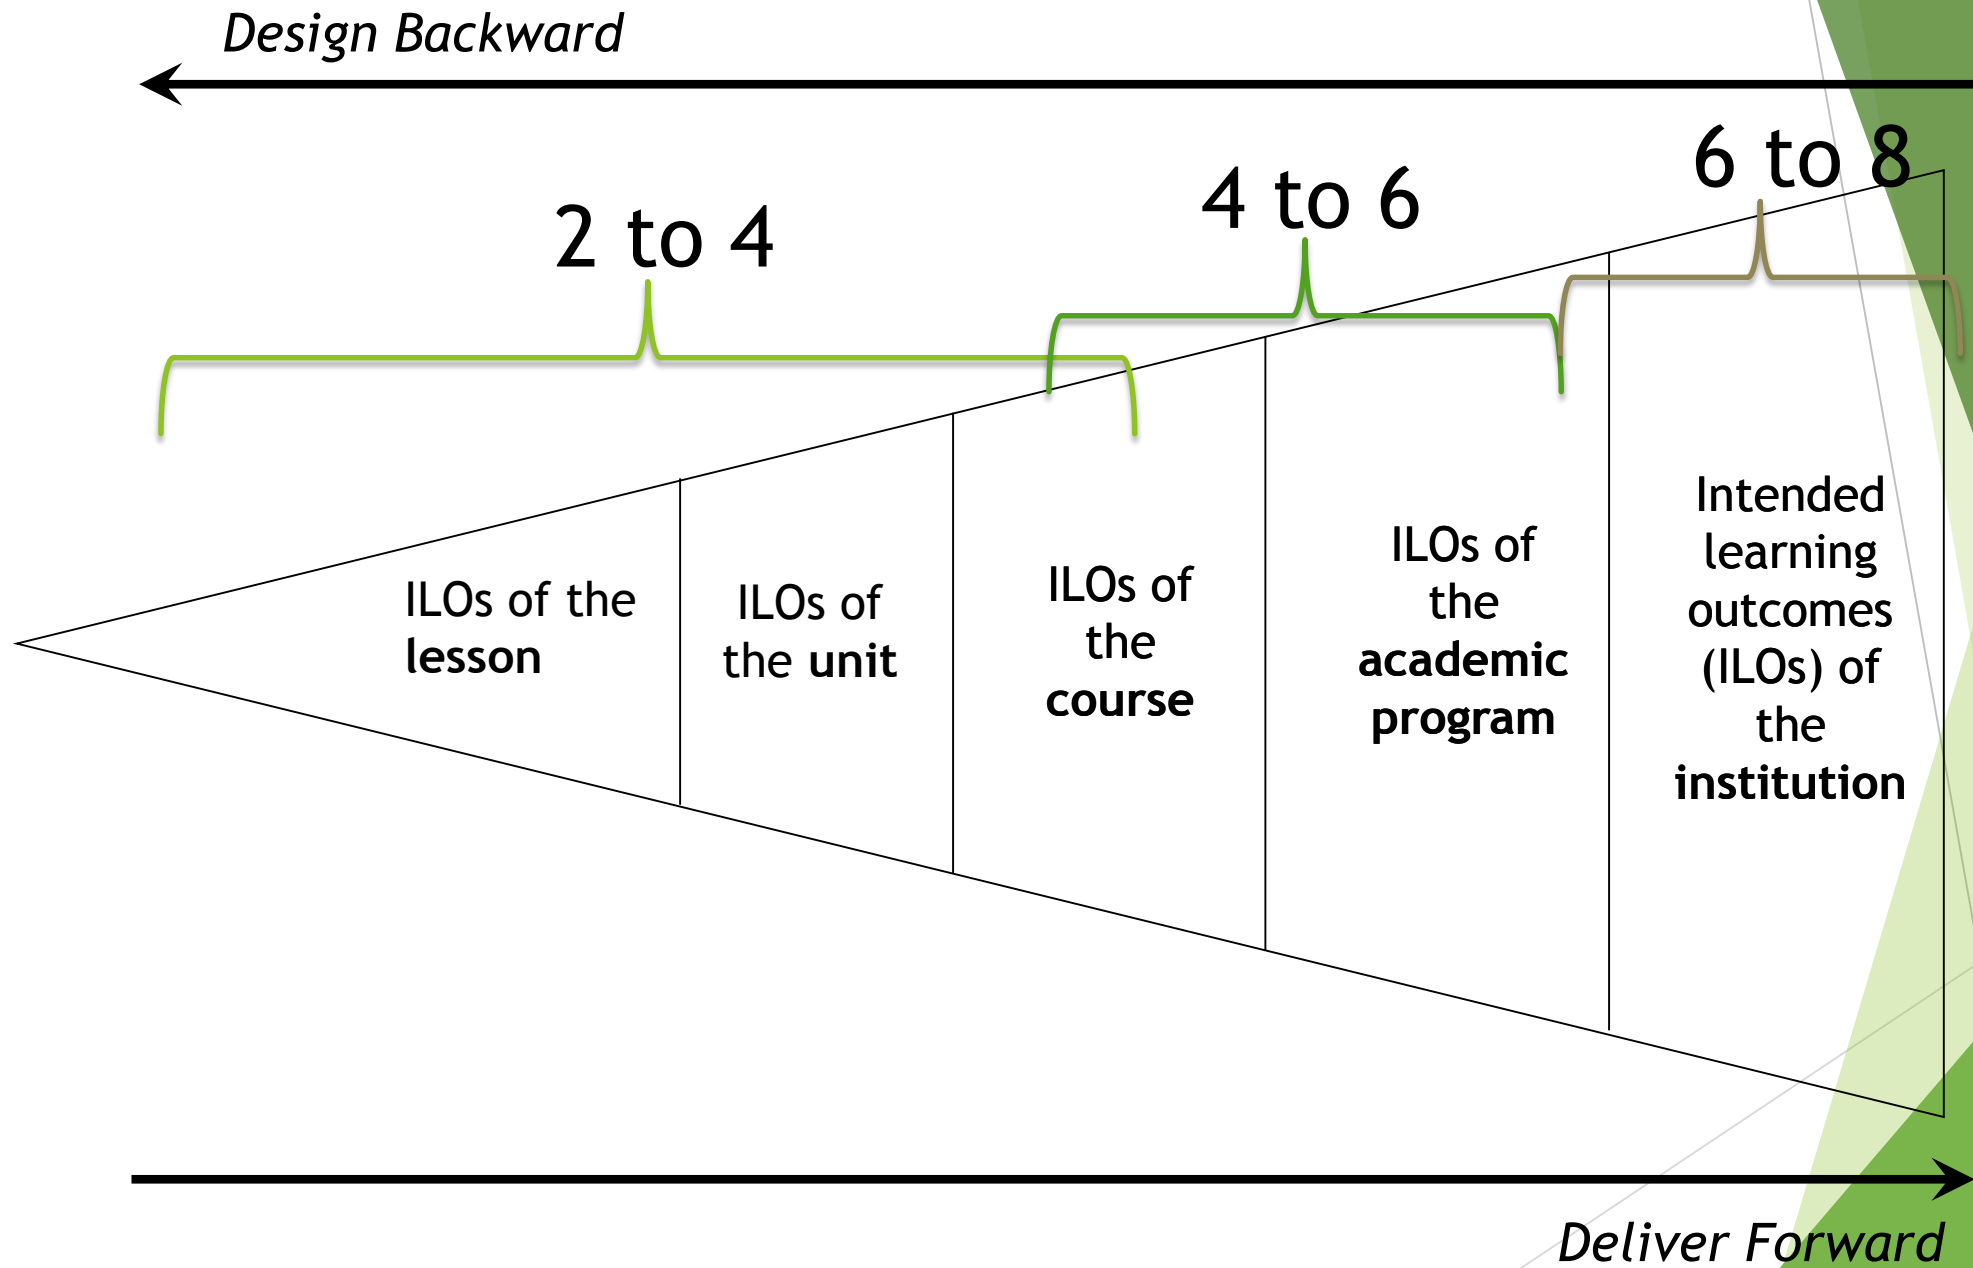 Design Backward
2 to 4
4 to 6
6 to 8
ILOs of the
lesson
ILOs of
the unit
ILOs of
the
course
ILOs of
the
academic
program
Intended
learning
outcomes
(ILOs) of
the
institution
Deliver Forward